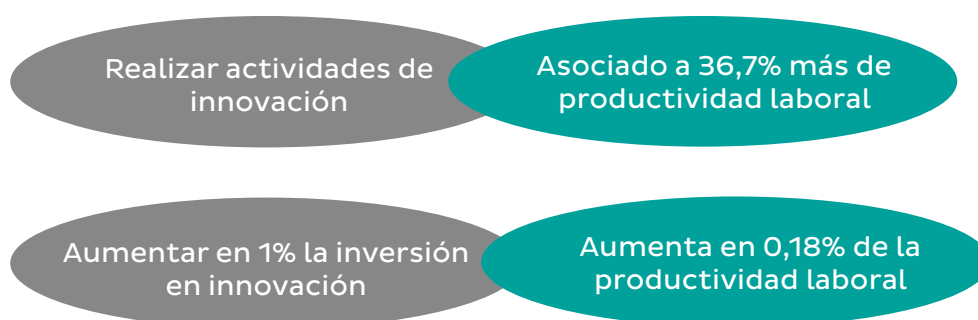 Realizar actividades de
innovación
Asociado a 36,7% más de
productividad laboral
Aumentar en 1% la inversión
en innovación
Aumenta en 0,18% de la
productividad laboral